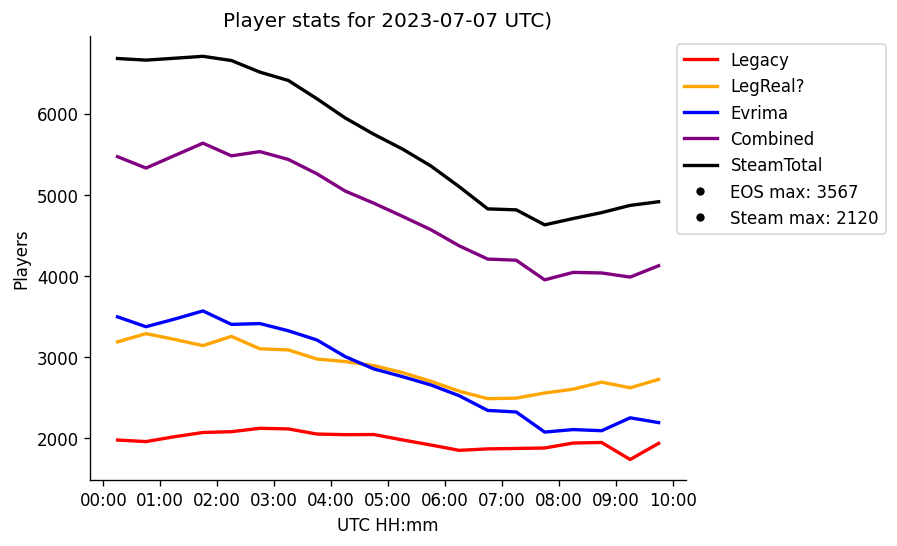 Player stats for 2023-07-07 UTC)
Legacy
LegReal?
Evrima
Combined
SteamTotal
EOS max: 3567
Steam max: 2120
Players
6000
5000
4000
3000
2000
00:00 01:00 02:00 03:00 04:00 05:00 06:00 07:00 08:00 09:00 10:00
UTC HH:mm